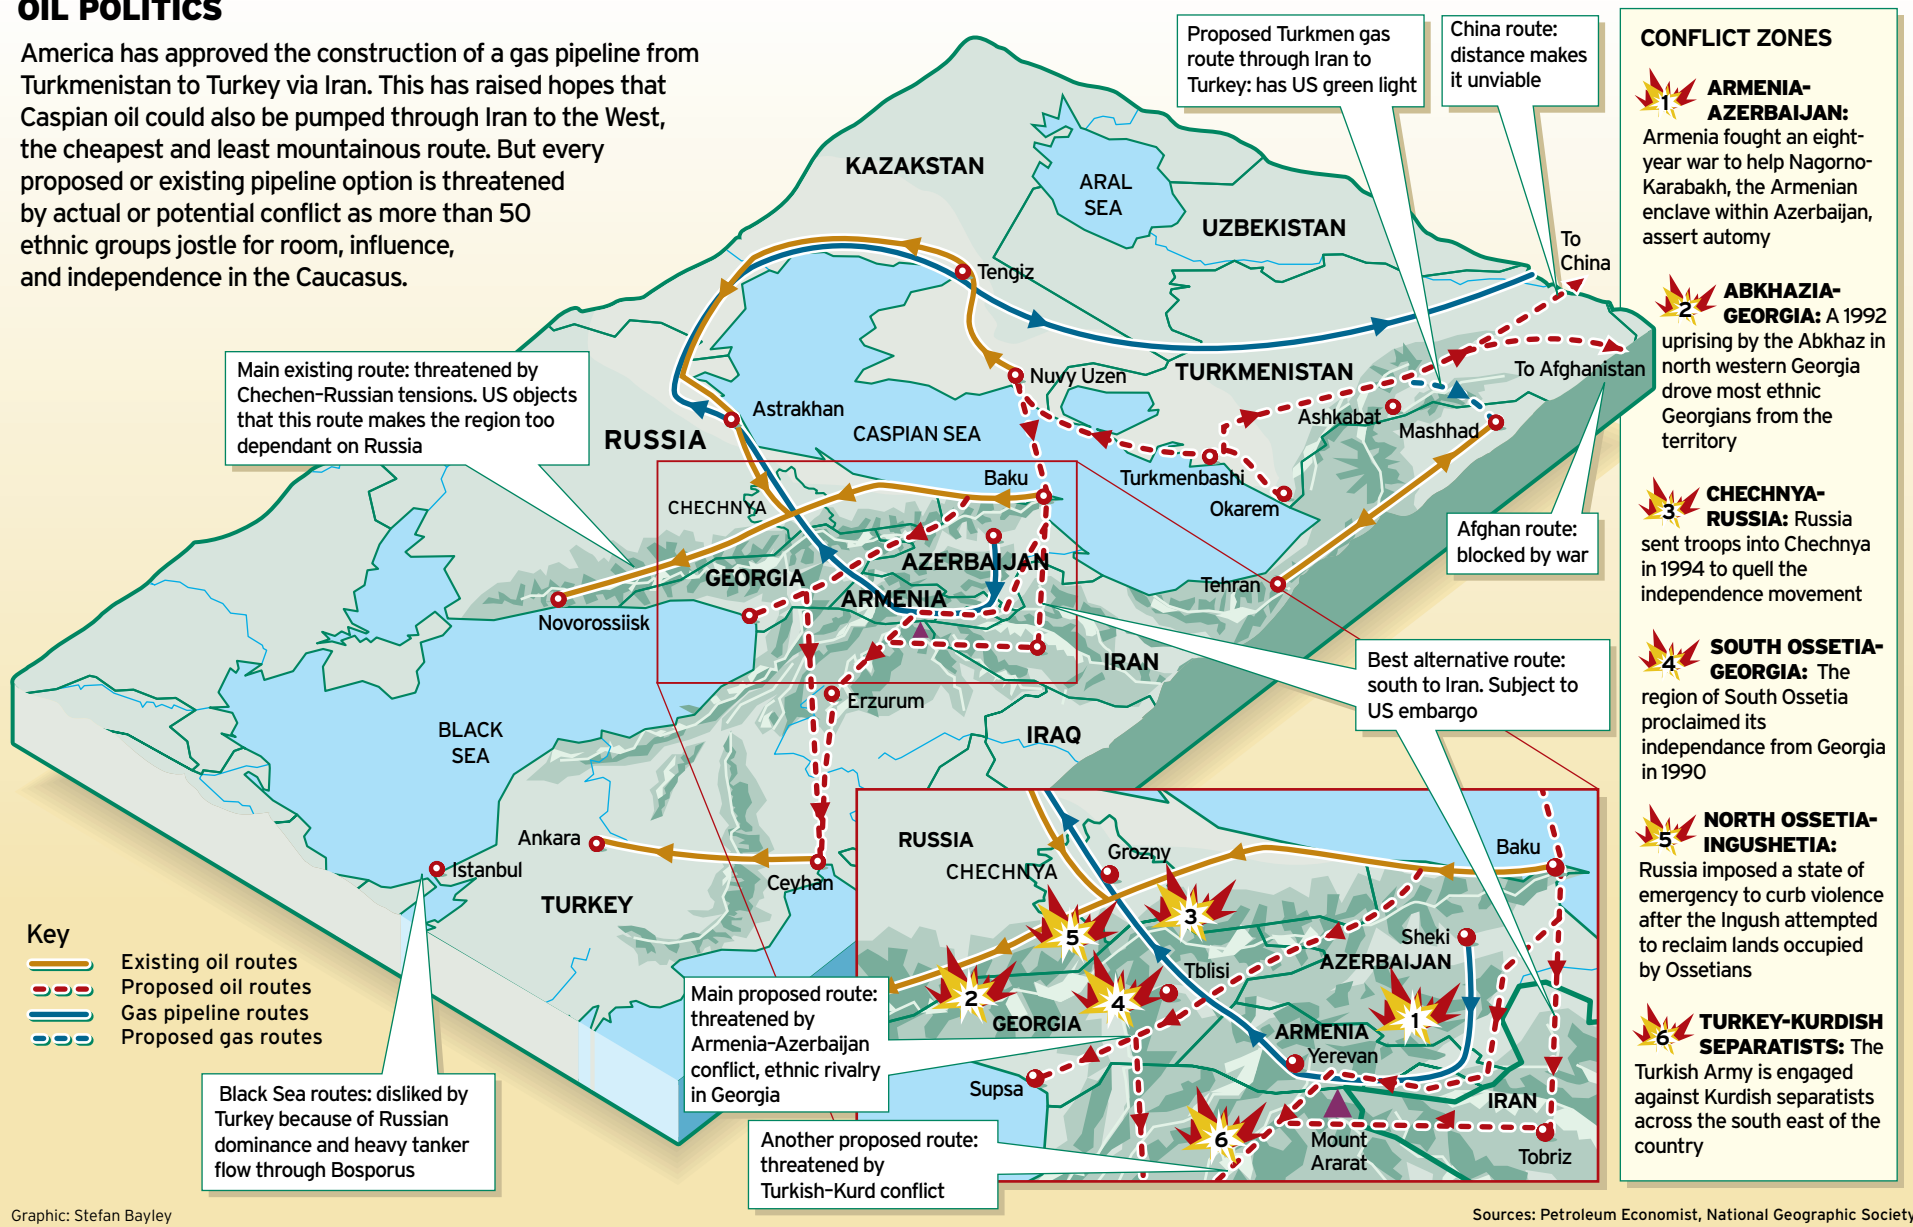 OIL POLITICS
America has approved the construction of a gas pipeline from
Turkmenistan to Turkey via Iran. This has raised hopes that
Caspian oil could also be pumped through Iran to the West,
the cheapest and least mountainous route. But every
proposed or existing pipeline option is threatened
by actual or potential conflict as more than 50
ethnic groups jostle for room, influence,
and independence in the Caucasus.
Proposed Turkmen gas
route through Iran to
Turkey: has US green light
China route:
distance makes
it unviable
KAZAKSTAN
ARAL
SEA
UZBEKISTAN
To
China
Tengiz
Nuvy Uzen
TURKMENISTAN
To Afghanistan
Ashkabat
Mashhad
Main existing route: threatened by
Chechen–Russian tensions. US objects
that this route makes the region too
dependant on Russia
Astrakhan
RUSSIA
CASPIAN SEA
Baku
Turkmenbashi
Okarem
CHECHNYA
Afghan route:
blocked by war
AZERBAIJAN
GEORGIA
ARMENIA
Tehran
Novorossiisk
IRAN
Best alternative route:
south to Iran. Subject to
US embargo
Erzurum
BLACK
SEA
IRAQ
Ankara
Istanbul
Ceyhan
TURKEY
Key
Existing oil routes
Proposed oil routes
Gas pipeline routes
Proposed gas routes
Black Sea routes: disliked by
Turkey because of Russian
dominance and heavy tanker
flow through Bosporus
Main proposed route:
threatened by
Armenia–Azerbaijan
conflict, ethnic rivalry
in Georgia
Another proposed route:
threatened by
Turkish–Kurd conflict
RUSSIA
CHECHNYA
Grozny
Baku
3
5
Sheki
AZERBAIJAN
Tblisi
2
4
1
GEORGIA
ARMENIA
Yerevan
Supsa
IRAN
6
Mount
Ararat
Tobriz
CONFLICT ZONES
1 ARMENIA-
AZERBAIJAN:
Armenia fought an eight-
year war to help Nagorno-
Karabakh, the Armenian
enclave within Azerbaijan,
assert automy
2 ABKHAZIA-
GEORGIA: A 1992
uprising by the Abkhaz in
north western Georgia
drove most ethnic
Georgians from the
territory
3 CHECHNYA-
RUSSIA: Russia
sent troops into Chechnya
in 1994 to quell the
independence movement
4 SOUTH OSSETIA-
GEORGIA: The
region of South Ossetia
proclaimed its
independance from Georgia
in 1990
5 NORTH OSSETIA-
INGUSHETIA:
Russia imposed a state of
emergency to curb violence
after the Ingush attempted
to reclaim lands occupied
by Ossetians
6 TURKEY-KURDISH
SEPARATISTS: The
Turkish Army is engaged
against Kurdish separatists
across the south east of the
country
Graphic: Stefan Bayley
Sources: Petroleum Economist, National Geographic Society